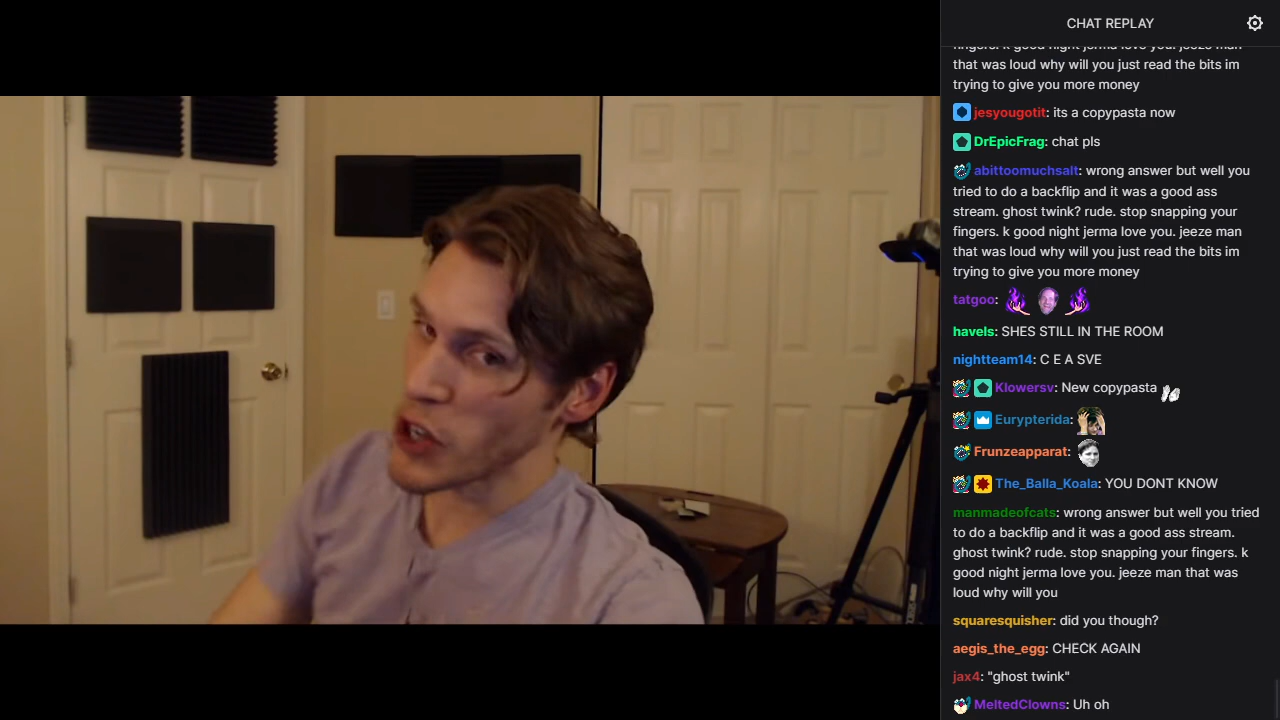 CHAT REPLAY
fingers. k good night jerma love you. jeeze man
that was loud why will you just read the bits im
trying to give you more money
jesyougotit: its a copypasta now
DrEpicFrag: chat pls
abittoomuchsalt: wrong answer but well you
tried to do a backflip and it was a good ass
stream. ghost twink? rude. stop snapping your
fingers. k good night jerma love you. jeeze man
that was loud why will you just read the bits im
trying to give you more money
tatgoo:
havels: SHES STILL IN THE ROOM
nightteam14: C E A SVE
Klowersv: New copypasta
Eurypterida:
Frunzeapparat:
The_Balla_Koala: YOU DONT KNOW
manmadeofcats: wrong answer but well you tried
to do a backflip and it was a good ass stream.
ghost twink? rude. stop snapping your fingers. k
good night jerma love you. jeeze man that was
loud why will you
squaresquisher: did you though?
aegis_the_egg: CHECK AGAIN
jax4: "ghost twink"
MeltedClowns: Uh oh